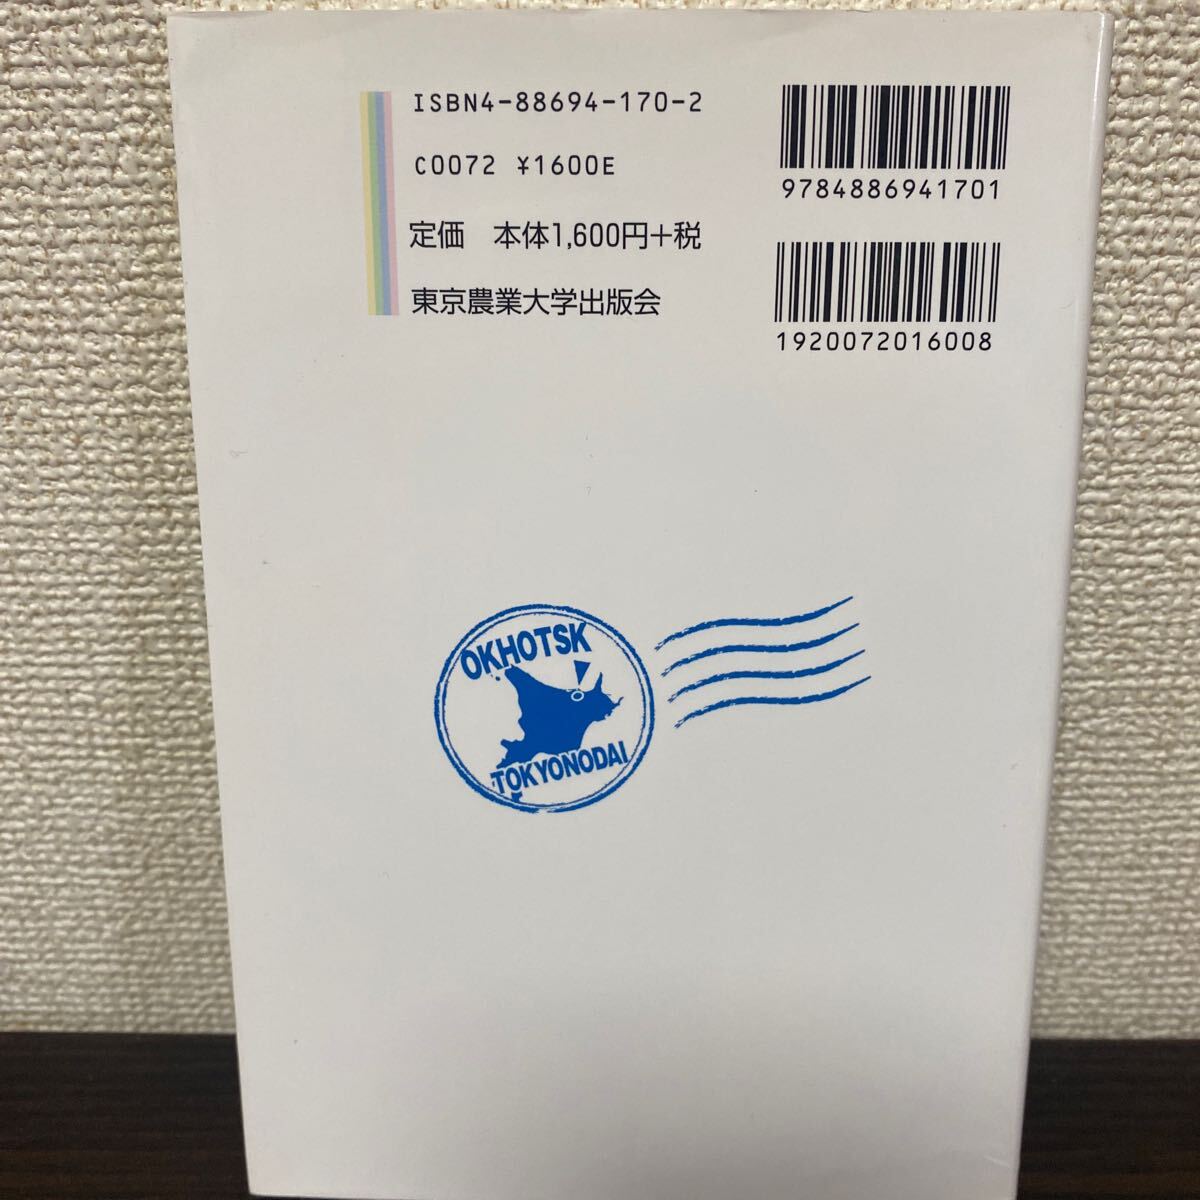 ISBN4-88694-170-2
C0072 ¥1600E
定価 本体1,600円+税
東京農業大学出版会
9784886941701
1920072016008
OKHOTSK
TOKYONODAI